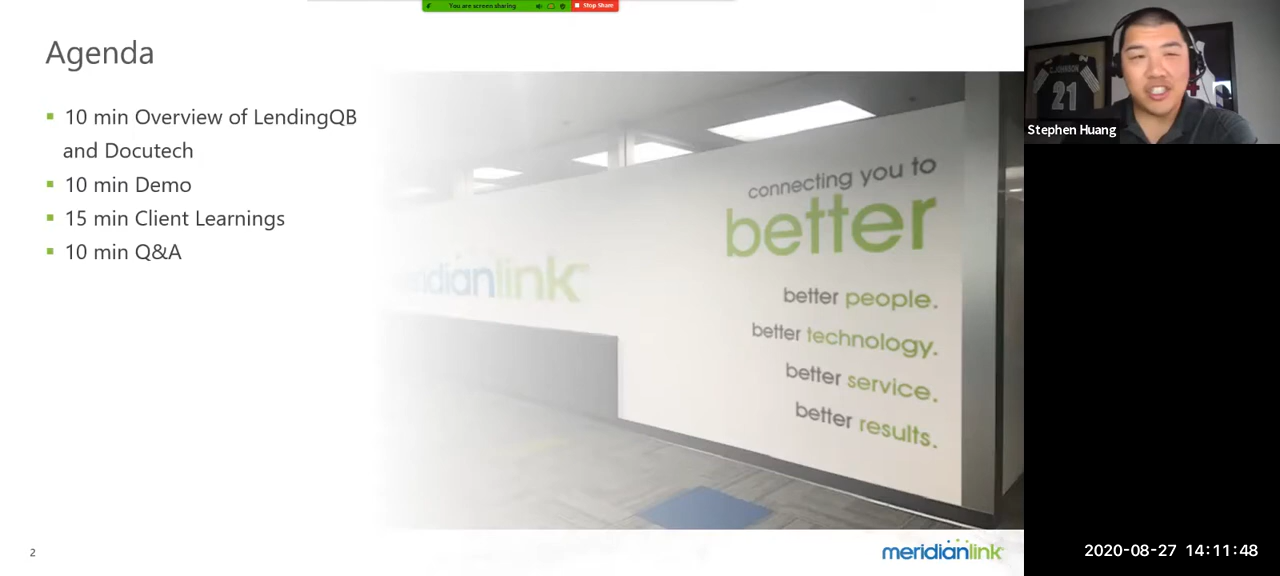 You are screen sharing
Stop Share
Agenda
10 min Overview of LendingQB
and Docutech
10 min Demo
15 min Client Learnings
10 min Q&A
connecting you to
better
meridianlink
better people.
better technology.
better service.
better results.
JOHNSON
21
Stephen Huang
2
meridianlink
2020-08-27 14:11:48